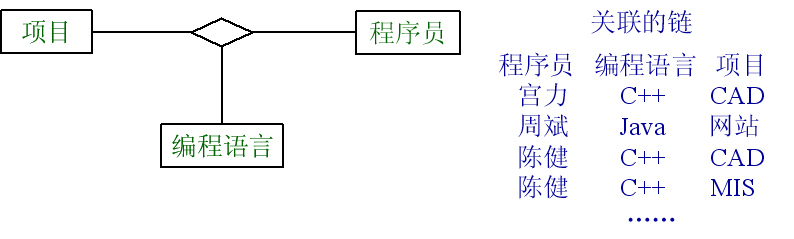 项目
程序员
编程语言
关联的链
程序员 编程语言 项目
宫力 C++ CAD
周斌 Java 网站
陈健 C++ CAD
陈健 C++ MIS
……